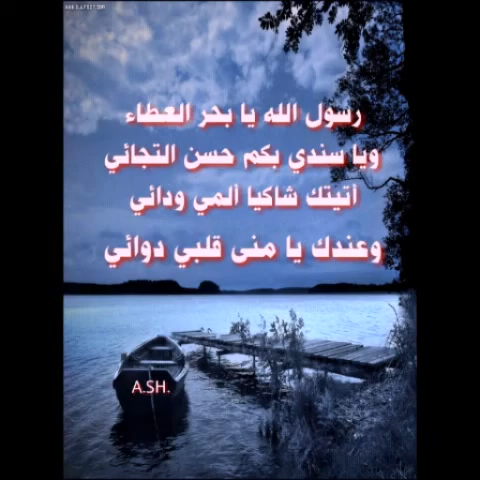 رسول الله يا بحر العطاء
ويا سندي بكم حسن التجائي
أتيتك شاكيا ألمي ودائي
وعندك يا منى قلبي دوائي
A.SH.